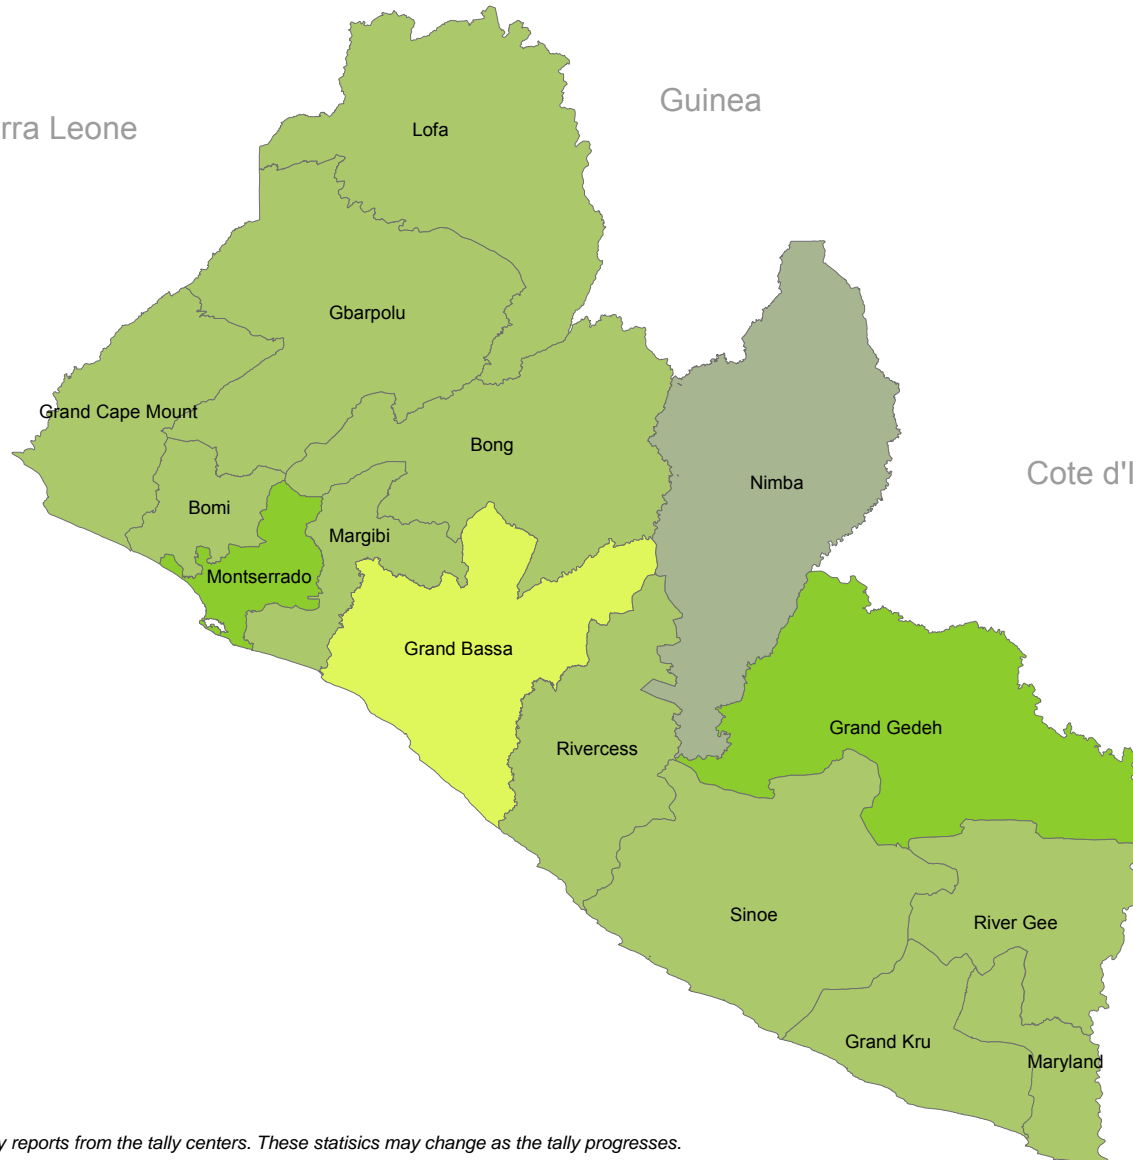 Guinea
rra Leone
Lofa
Gbarpolu
Grand Cape Mount
Bong
Cote d'I
Nimba
Bomi
Margibi
Montserrado
Grand Bassa
Grand Gedeh
Rivercess
Sinoe
River Gee
Grand Kru
Maryland
y reports from the tally centers. These statisics may change as the tally progresses.